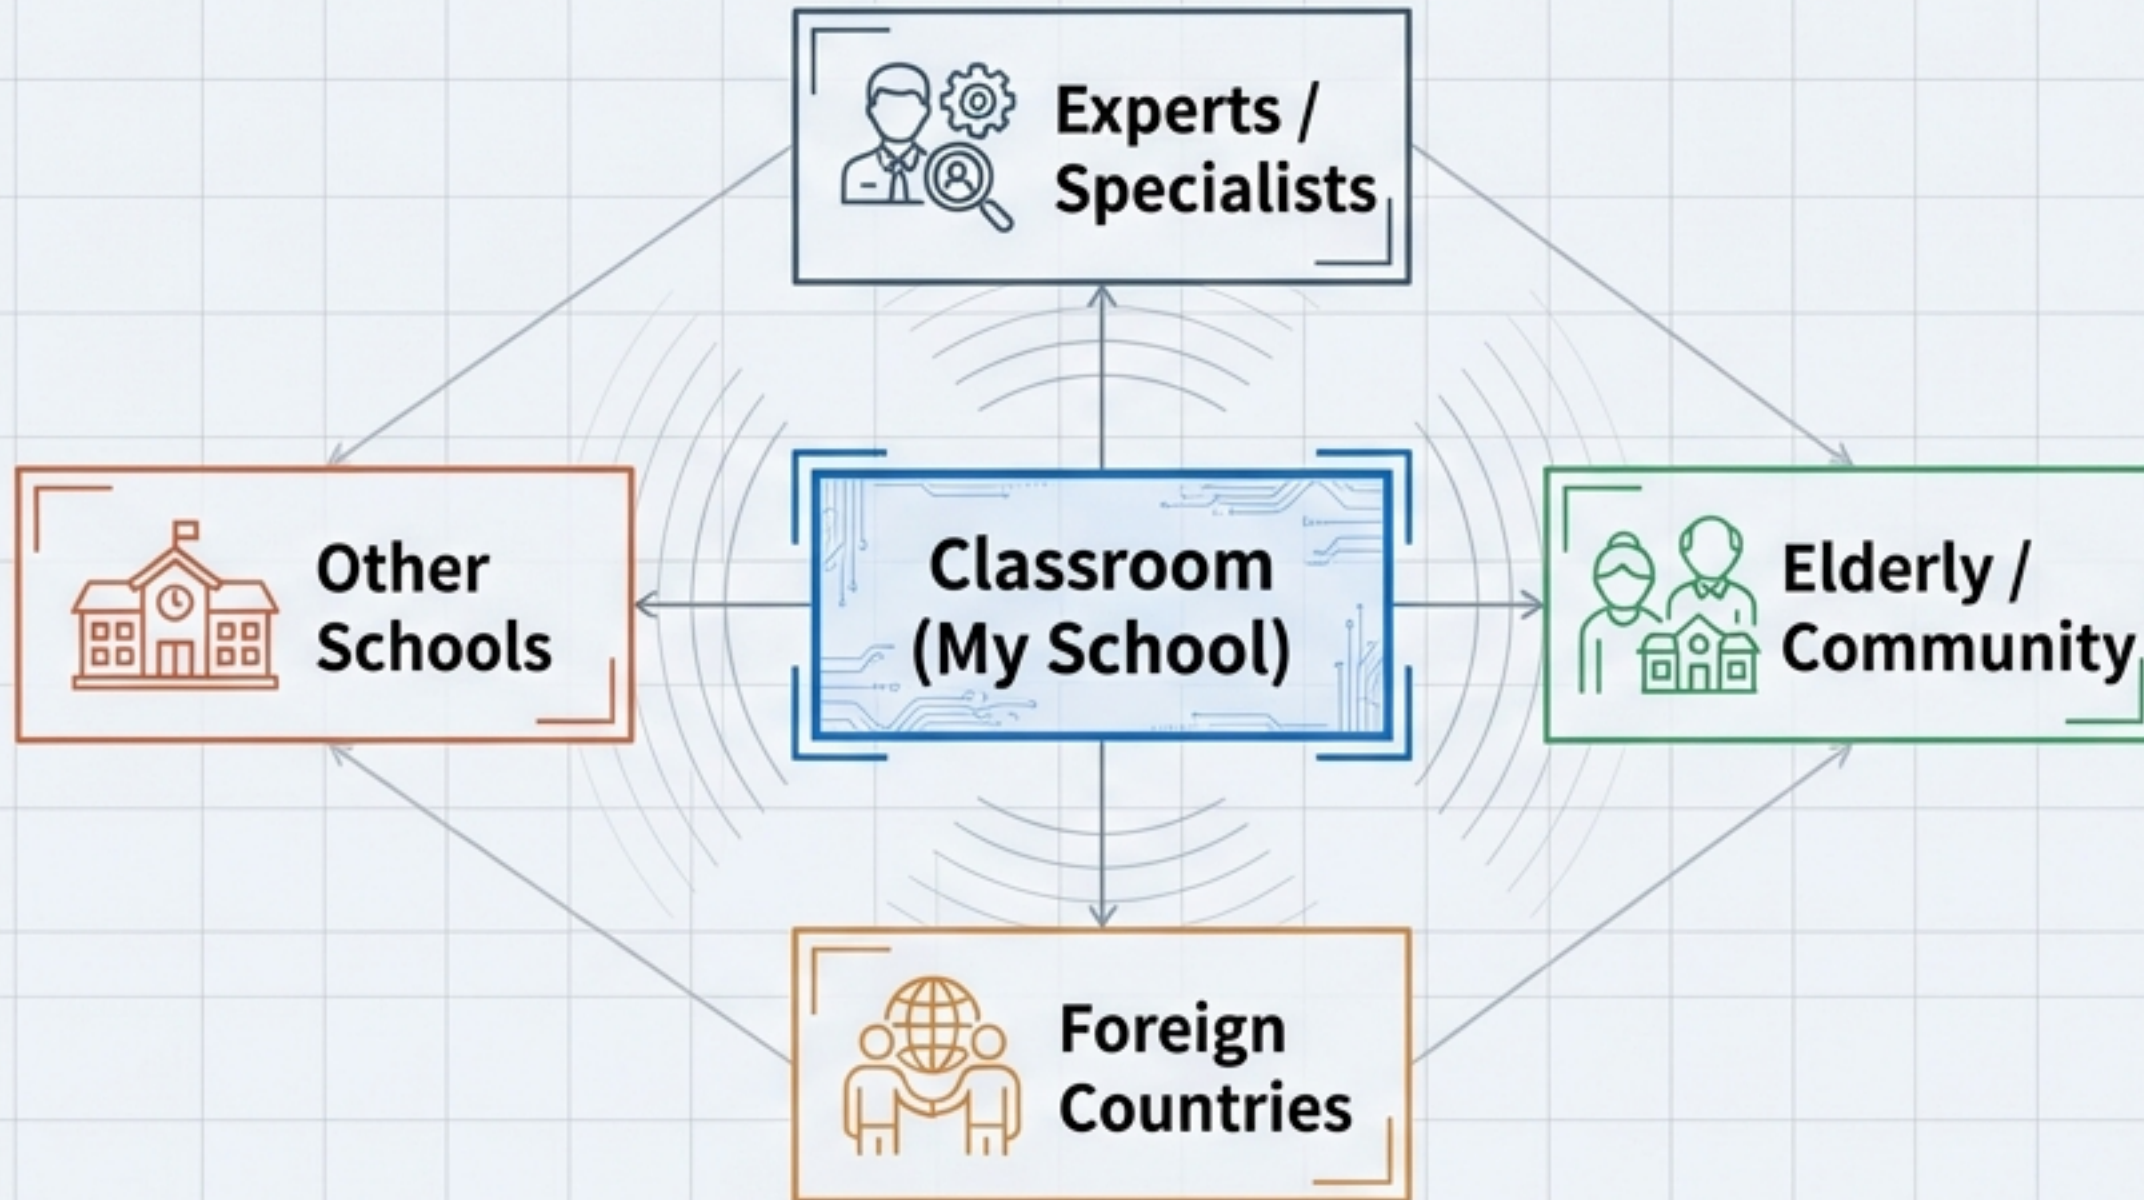 Experts /
Specialists
Other
Schools
Classroom
(My School)
Elderly /
Community
Foreign
Countries